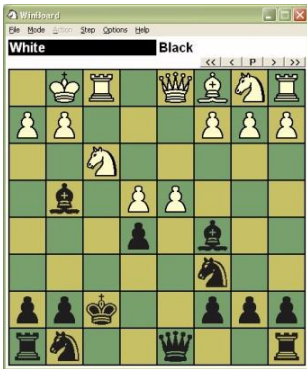 WinBoard
File Mode Action Step Options Help
White Black
<< < P > >>